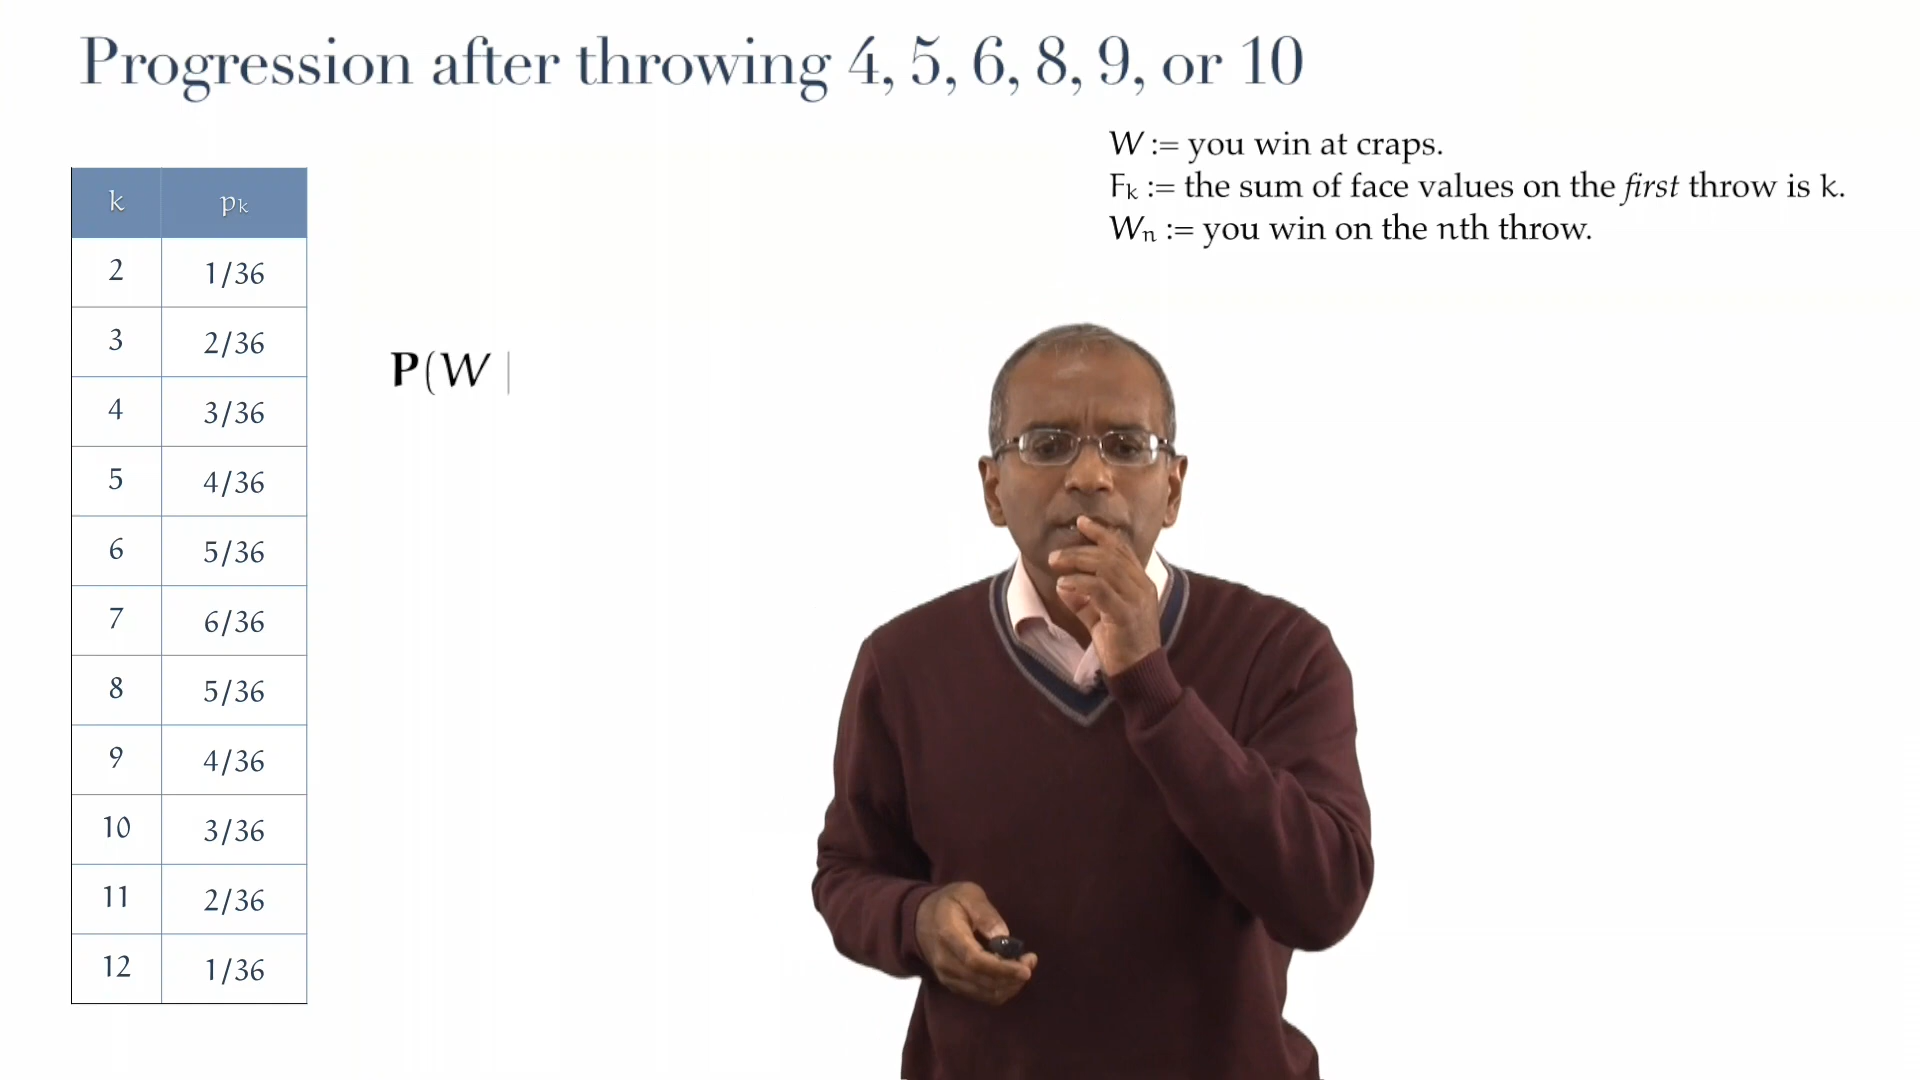 Progression after throwing 4, 5, 6, 8, 9, or 10
W := you win at craps.
Fk := the sum of face values on the first throw is k.
Wn := you win on the nth throw.
k pk
2 1/36
3 2/36
4 3/36
5 4/36
6 5/36
7 6/36
8 5/36
9 4/36
10 3/36
11 2/36
12 1/36
P(W |